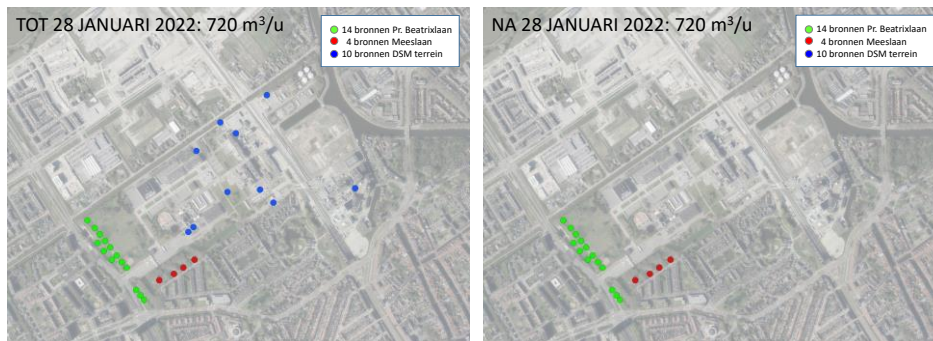 TOT 28 JANUARI 2022: 720 m³/u
14 bronnen Pr. Beatrixlaan
4 bronnen Meeslaan
10 bronnen DSM terrein
NA 28 JANUARI 2022: 720 m³/u
14 bronnen Pr. Beatrixlaan
4 bronnen Meeslaan
10 bronnen DSM terrein